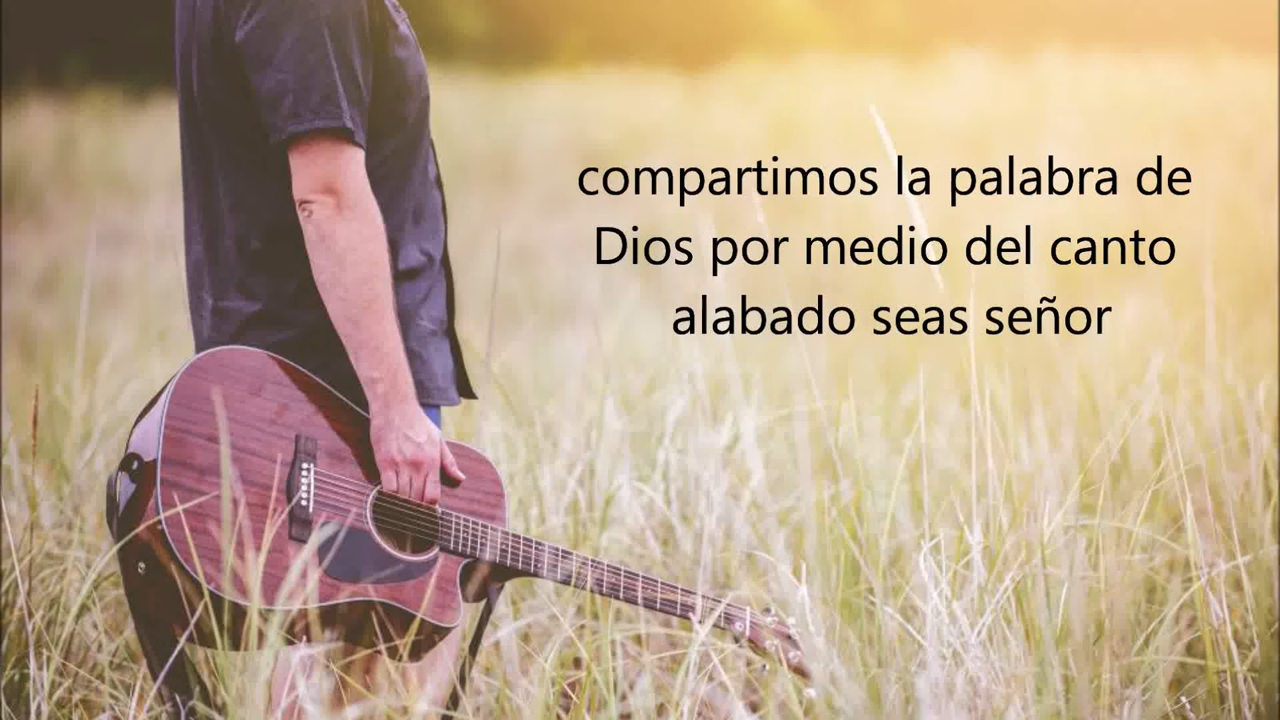 compartimos la palabra de
Dios por medio del canto
alabado seas señor